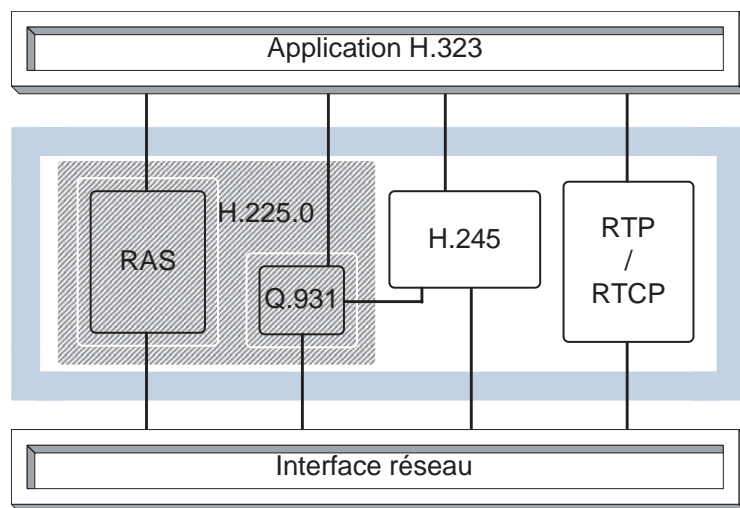 Application H.323
H.225.0
RAS
Q.931
H.245
RTP
/
RTCP
Interface réseau